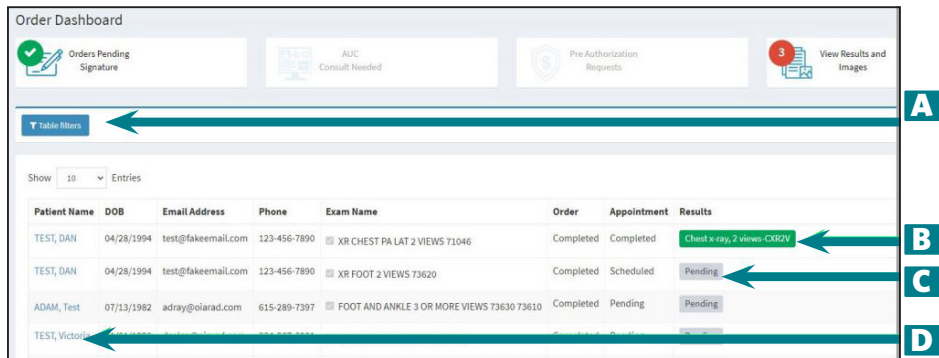 Order Dashboard
Orders Pending
Signature
AUC
Consult Needed
Pre Authorization
Requests
3
View Results and
Images
A
Table filters
Show 10 Entries
Patient Name DOB Email Address Phone Exam Name Order Appointment Results
TEST, DAN 04/28/1994 test@fakeemail.com 123-456-7890 XR CHEST PA LAT 2 VIEWS 71046 Completed Completed Chest x-ray, 2 views-CXR2V
B
TEST, DAN 04/28/1994 test@fakeemail.com 123-456-7890 XR FOOT 2 VIEWS 73620 Completed Scheduled Pending
C
ADAM, Test 07/13/1982 adray@oiarad.com 615-289-7397 FOOT AND ANKLE 3 OR MORE VIEWS 73630 73610 Completed Pending Pending
TEST, Victoria
D